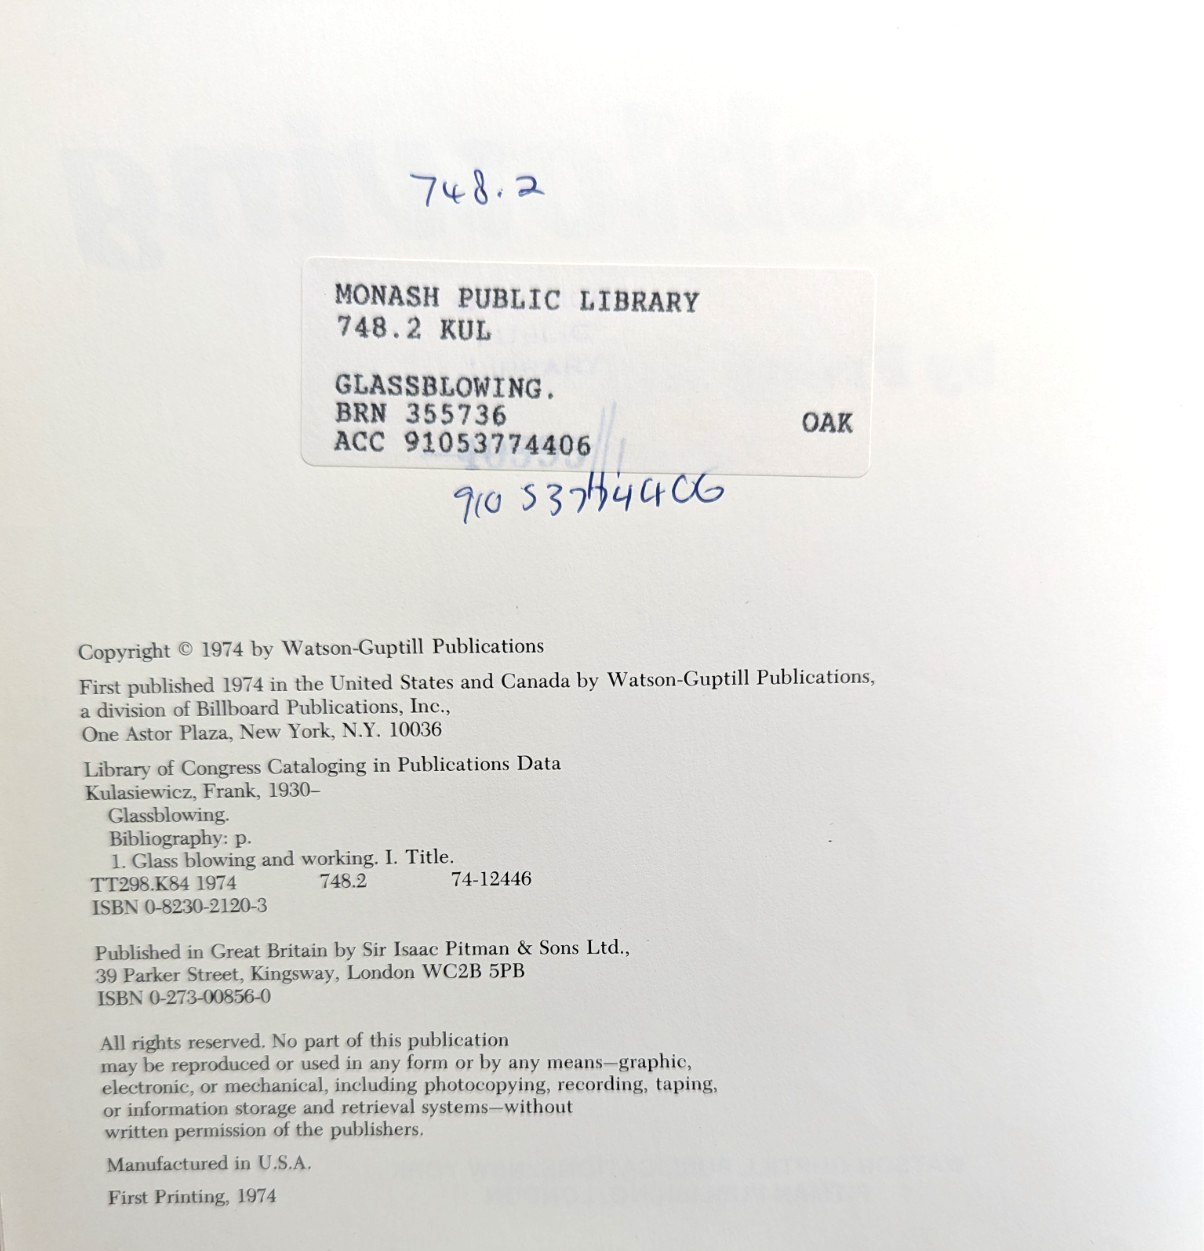 748.2
MONASH PUBLIC LIBRARY
748.2 KUL
GLASSBLOWING.
BRN 355736
OAK
ACC 91053774406
910 53774406
Copyright © 1974 by Watson-Guptill Publications
First published 1974 in the United States and Canada by Watson-Guptill Publications,
a division of Billboard Publications, Inc.,
One Astor Plaza, New York, N.Y. 10036
Library of Congress Cataloging in Publications Data
Kulasiewicz, Frank, 1930–
Glassblowing.
Bibliography: p.
1. Glass blowing and working. I. Title.
TT298.K84 1974 748.2 74-12446
ISBN 0-8230-2120-3
Published in Great Britain by Sir Isaac Pitman & Sons Ltd.,
39 Parker Street, Kingsway, London WC2B 5PB
ISBN 0-273-00856-0
All rights reserved. No part of this publication
may be reproduced or used in any form or by any means—graphic,
electronic, or mechanical, including photocopying, recording, taping,
or information storage and retrieval systems—without
written permission of the publishers.
Manufactured in U.S.A.
First Printing, 1974